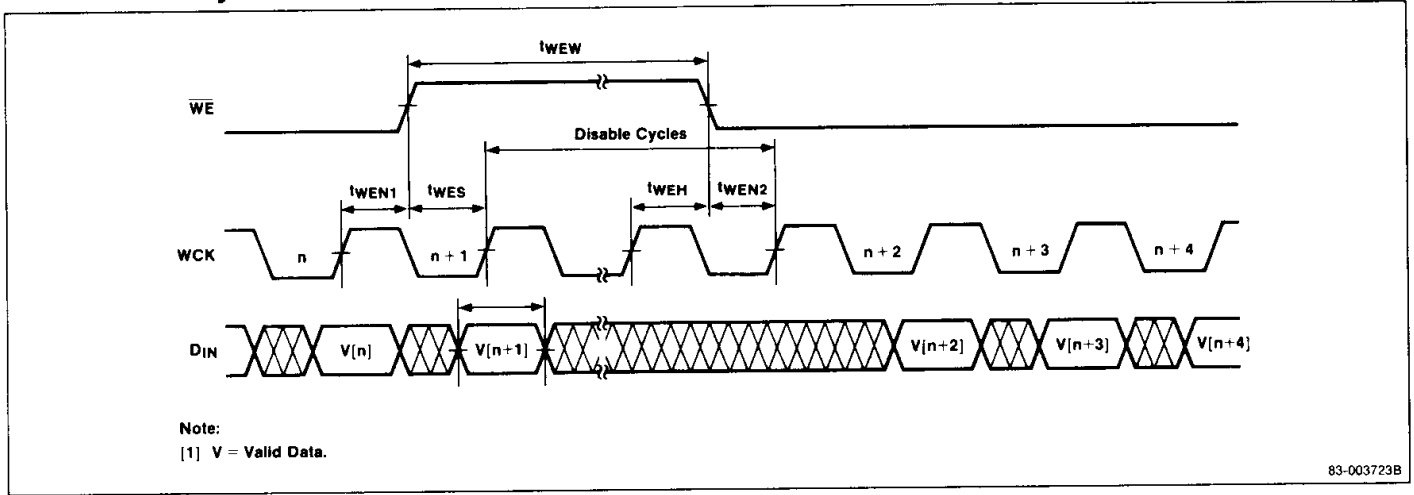 tWEW
WE
Disable Cycles
tWEN1 tWES tWEH tWEN2
WCK n n + 1 n + 2 n + 3 n + 4
DIN V[n] V[n+1] V[n+2] V[n+3] V[n+4]
Note:
[1] V = Valid Data.
83-003723B